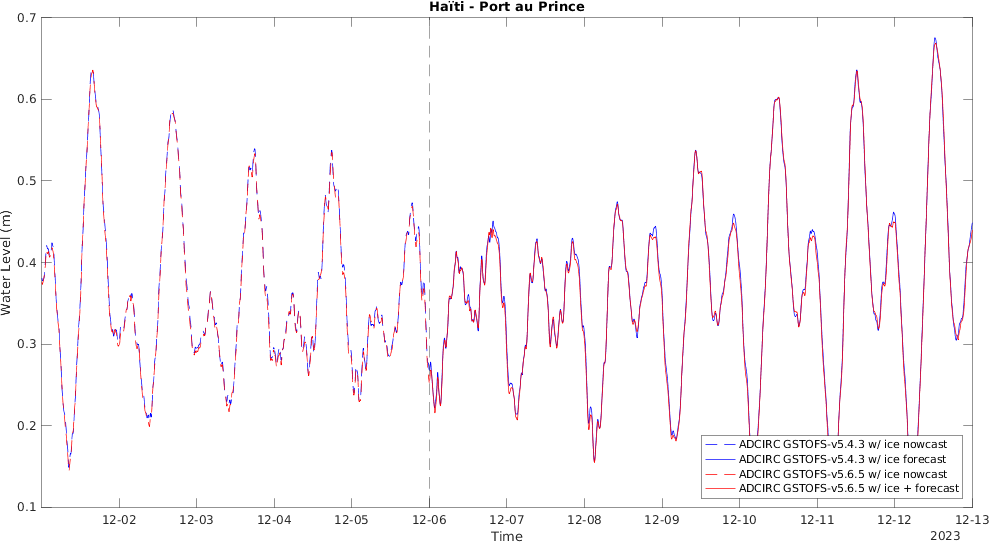 Haïti - Port au Prince
0.7
0.6
0.5
0.4
0.3
0.2
0.1
Water Level (m)
ADCIRC GSTOFS-v5.4.3 w/ ice nowcast
ADCIRC GSTOFS-v5.4.3 w/ ice forecast
ADCIRC GSTOFS-v5.6.5 w/ ice nowcast
ADCIRC GSTOFS-v5.6.5 w/ ice + forecast
12-02 12-03 12-04 12-05 12-06 12-07 12-08 12-09 12-10 12-11 12-12 12-13
Time
2023